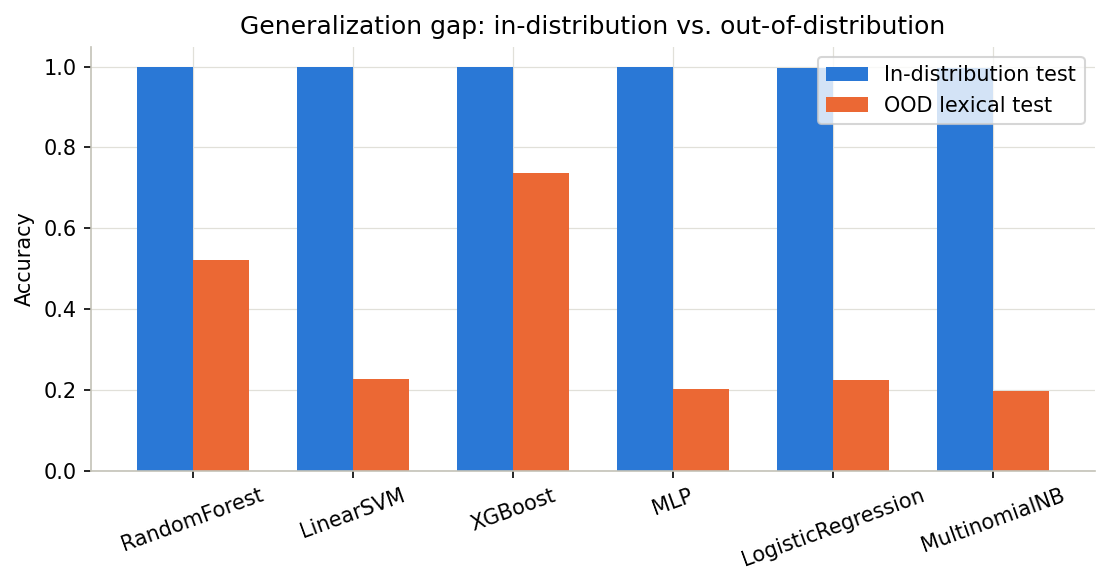 Generalization gap: in-distribution vs. out-of-distribution
In-distribution test
OOD lexical test
Accuracy
1.0
0.8
0.6
0.4
0.2
0.0
RandomForest
LinearSVM
XGBoost
MLP
LogisticRegression
MultinomialNB